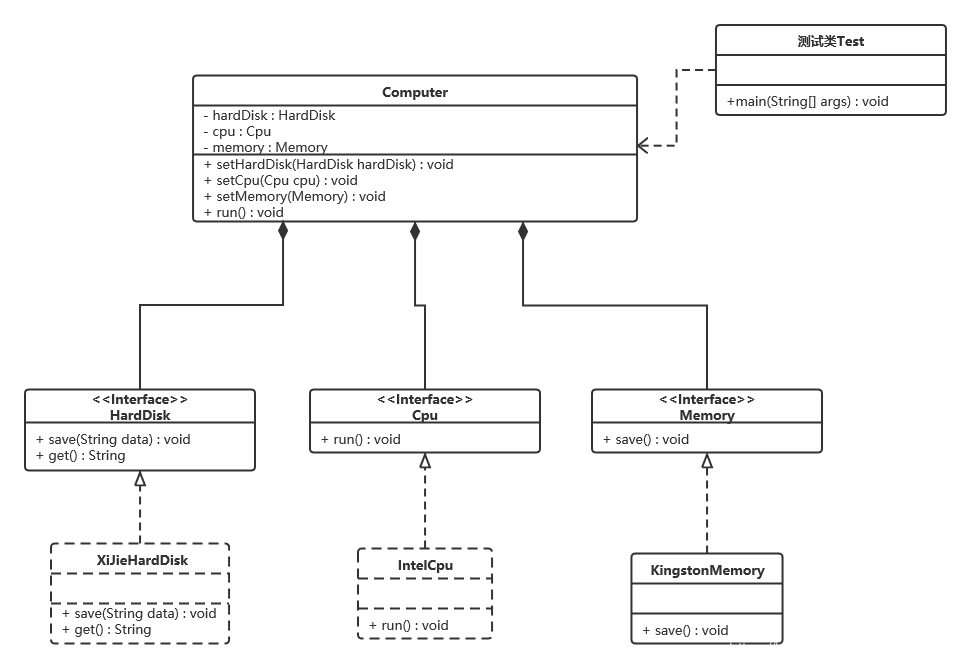 测试类Test
+main(String[] args) : void
Computer
- hardDisk : HardDisk
- cpu : Cpu
- memory : Memory
+ setHardDisk(HardDisk hardDisk) : void
+ setCpu(Cpu cpu) : void
+ setMemory(Memory) : void
+ run() : void
<<Interface>>
HardDisk
+ save(String data) : void
+ get() : String
<<Interface>>
Cpu
+ run() : void
<<Interface>>
Memory
+ save() : void
XiJieHardDisk
+ save(String data) : void
+ get() : String
IntelCpu
+ run() : void
KingstonMemory
+ save() : void